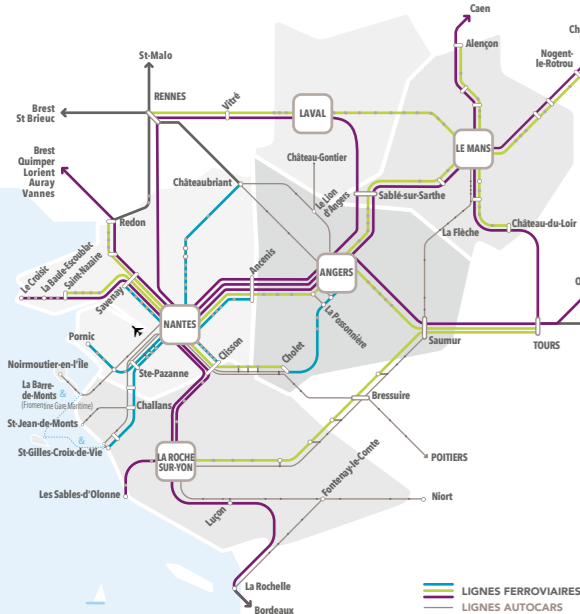 Caen
Alençon
Ch
Nogent-
le-Rotrou
St-Malo
RENNES
Vitré
LAVAL
LE MANS
Brest
St Brieuc
Brest
Quimper
Lorient
Auray
Vannes
Château-Gontier
Châteaubriant
Le Lion
d'Angers
Sablé-sur-Sarthe
Redon
La Flèche
Château-du-Loir
Le Croisic
La Baule-Escoublac
Saint-Nazaire
Savenay
Ancenis
ANGERS
O
NANTES
La Possonnière
Saumur
TOURS
Pornic
Clisson
Cholet
Noirmoutier-en-l'Île
Ste-Pazanne
La Barre-
de-Monts
(Fromentine Gare Maritime)
&
Challans
Bressuire
St-Jean-de-Monts
&
St-Gilles-Croix-de-Vie
LA ROCHE
SUR-YON
POITIERS
Fontenay-le-Comte
Les Sables-d'Olonne
Luçon
Niort
La Rochelle
Bordeaux
LIGNES FERROVIAIRES
LIGNES AUTOCARS